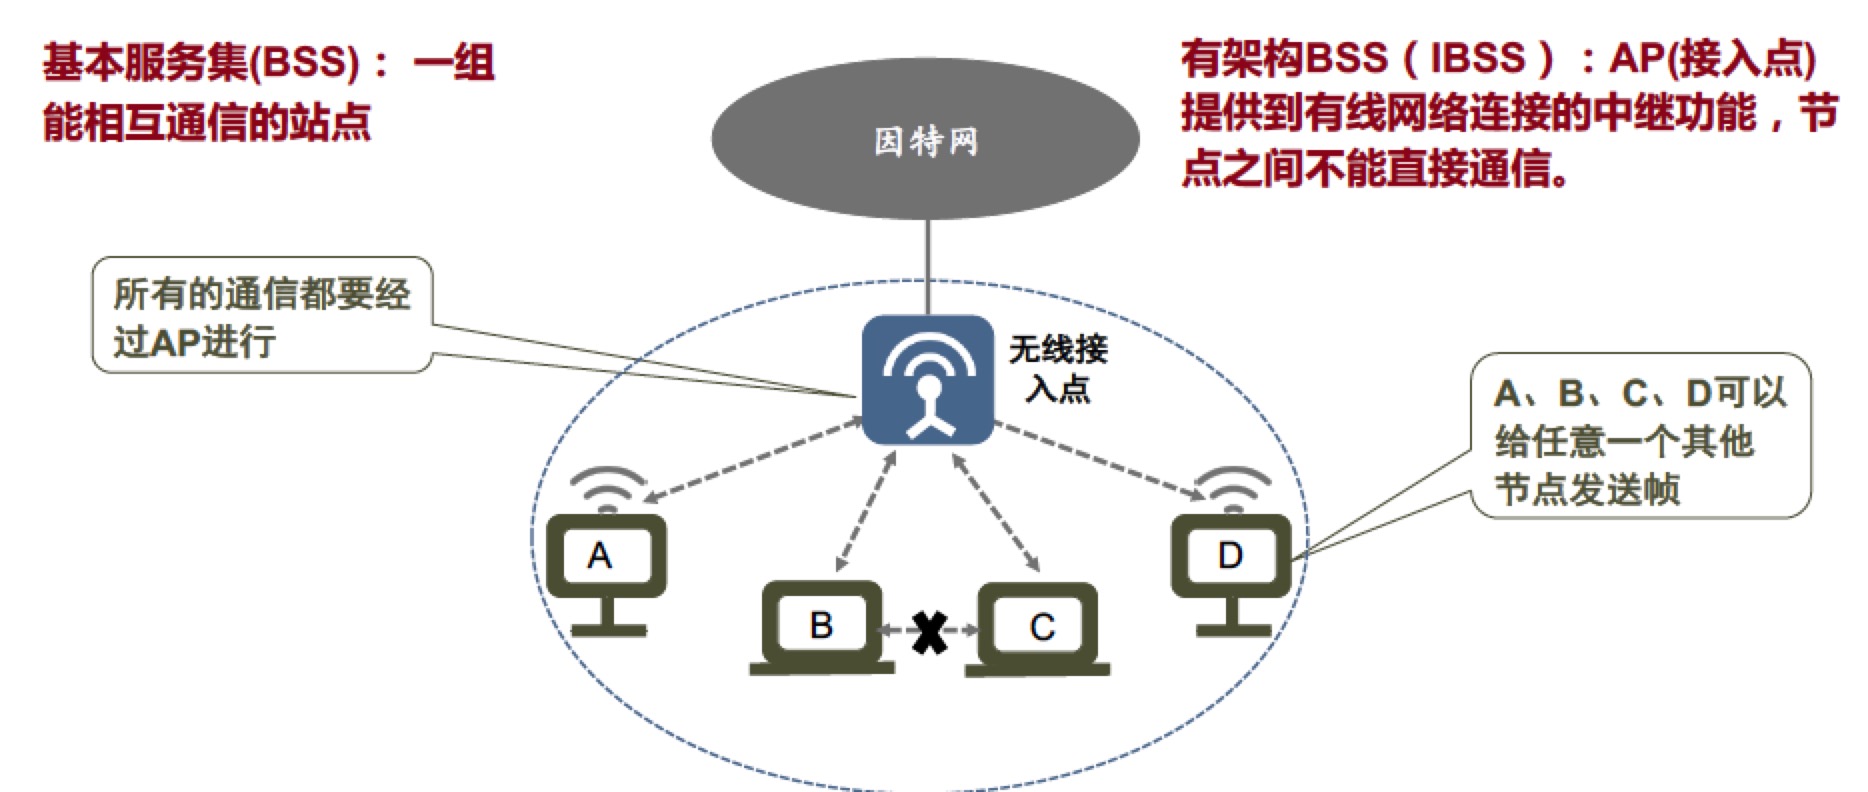 基本服务集(BSS)： 一组
能相互通信的站点
有架构BSS（IBSS）：AP(接入点)
提供到有线网络连接的中继功能，节
点之间不能直接通信。
因特网
所有的通信都要经
过AP进行
无线接
入点
A、B、C、D可以
给任意一个其他
节点发送帧
A
D
B
C